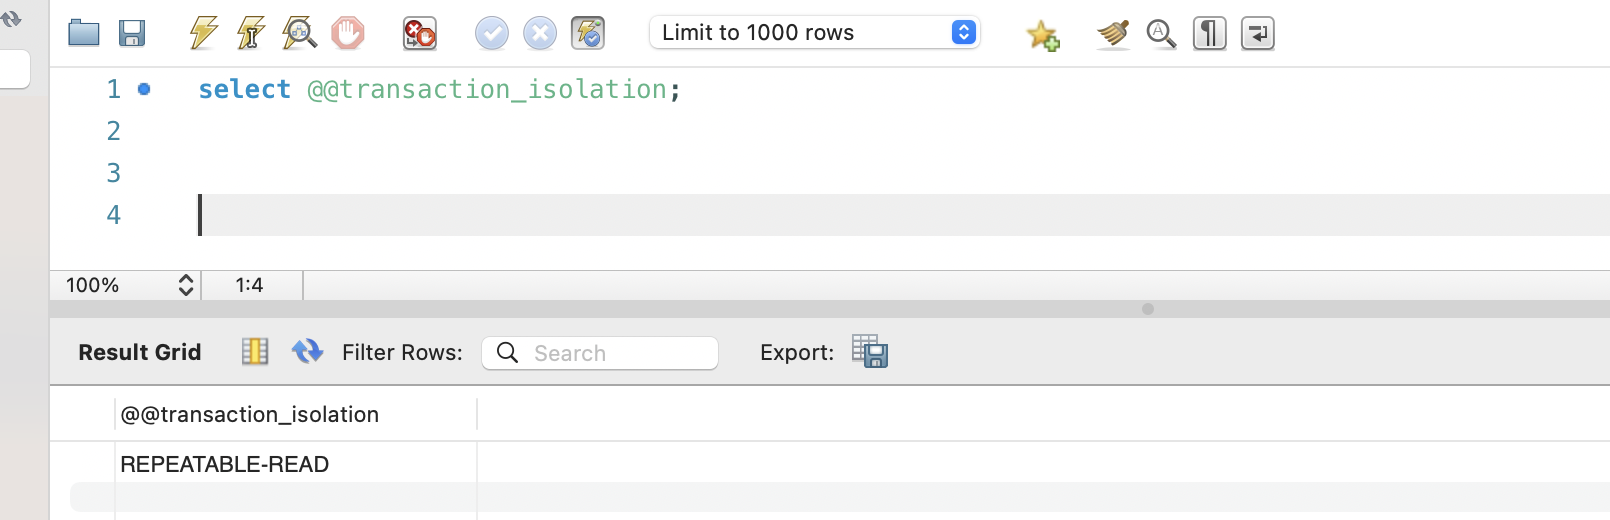 Limit to 1000 rows
1 select @@transaction_isolation;
2
3
4
100% 1:4
Result Grid Filter Rows: Search Export:
@@transaction_isolation
REPEATABLE-READ